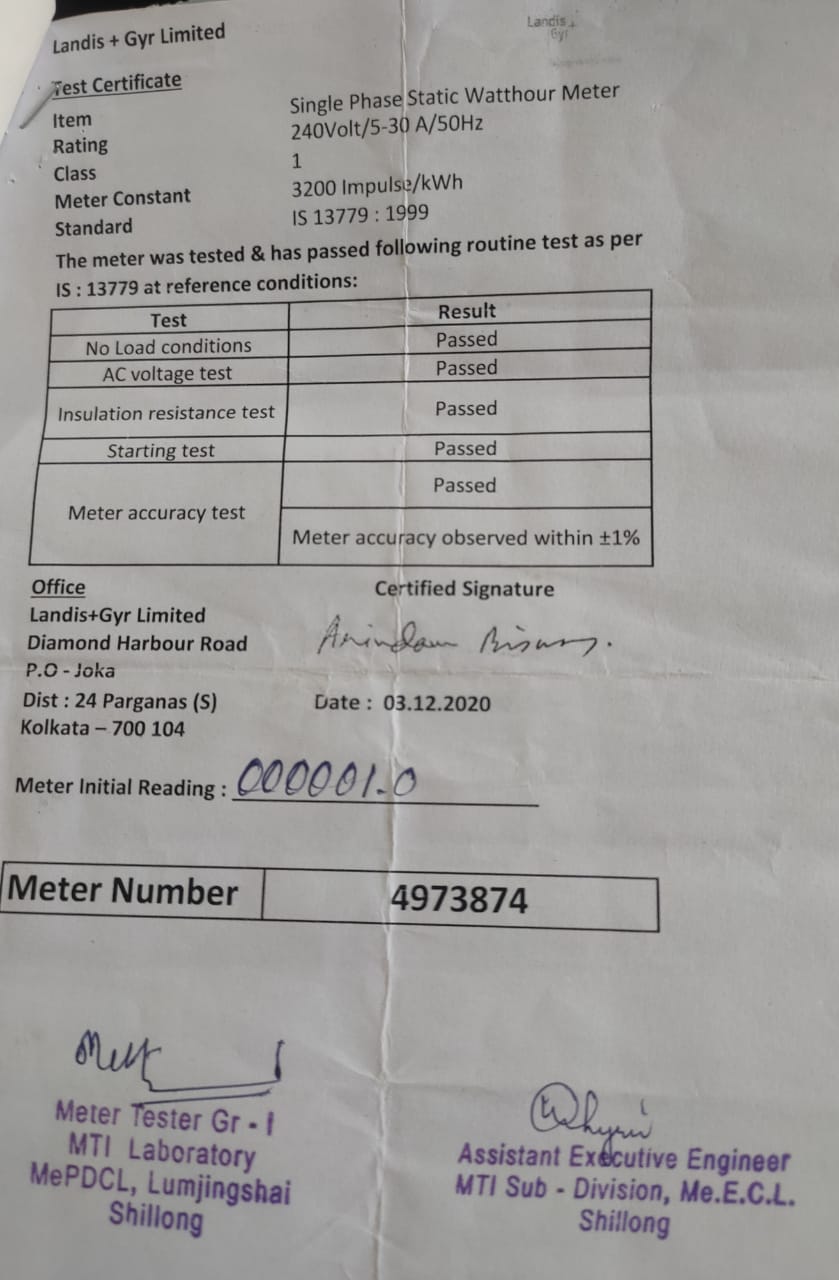 Landis + Gyr Limited
Landis +
Gyr
Test Certificate
Item Single Phase Static Watthour Meter
Rating 240Volt/5-30 A/50Hz
Class 1
Meter Constant 3200 Impulse/kWh
Standard IS 13779 : 1999
The meter was tested & has passed following routine test as per
IS : 13779 at reference conditions:
Test Result
No Load conditions Passed
AC voltage test Passed
Insulation resistance test Passed
Starting test Passed
Meter accuracy test Passed
Meter accuracy observed within ±1%
Office Certified Signature
Landis+Gyr Limited
Diamond Harbour Road
Arindam Biswas.
P.O - Joka
Dist : 24 Parganas (S) Date : 03.12.2020
Kolkata – 700 104
Meter Initial Reading : 000001.0
Meter Number 4973874
Meter Tester Gr - I
MTI Laboratory
MePDCL, Lumjingshai
Shillong
Assistant Executive Engineer
MTI Sub - Division, Me.E.C.L.
Shillong